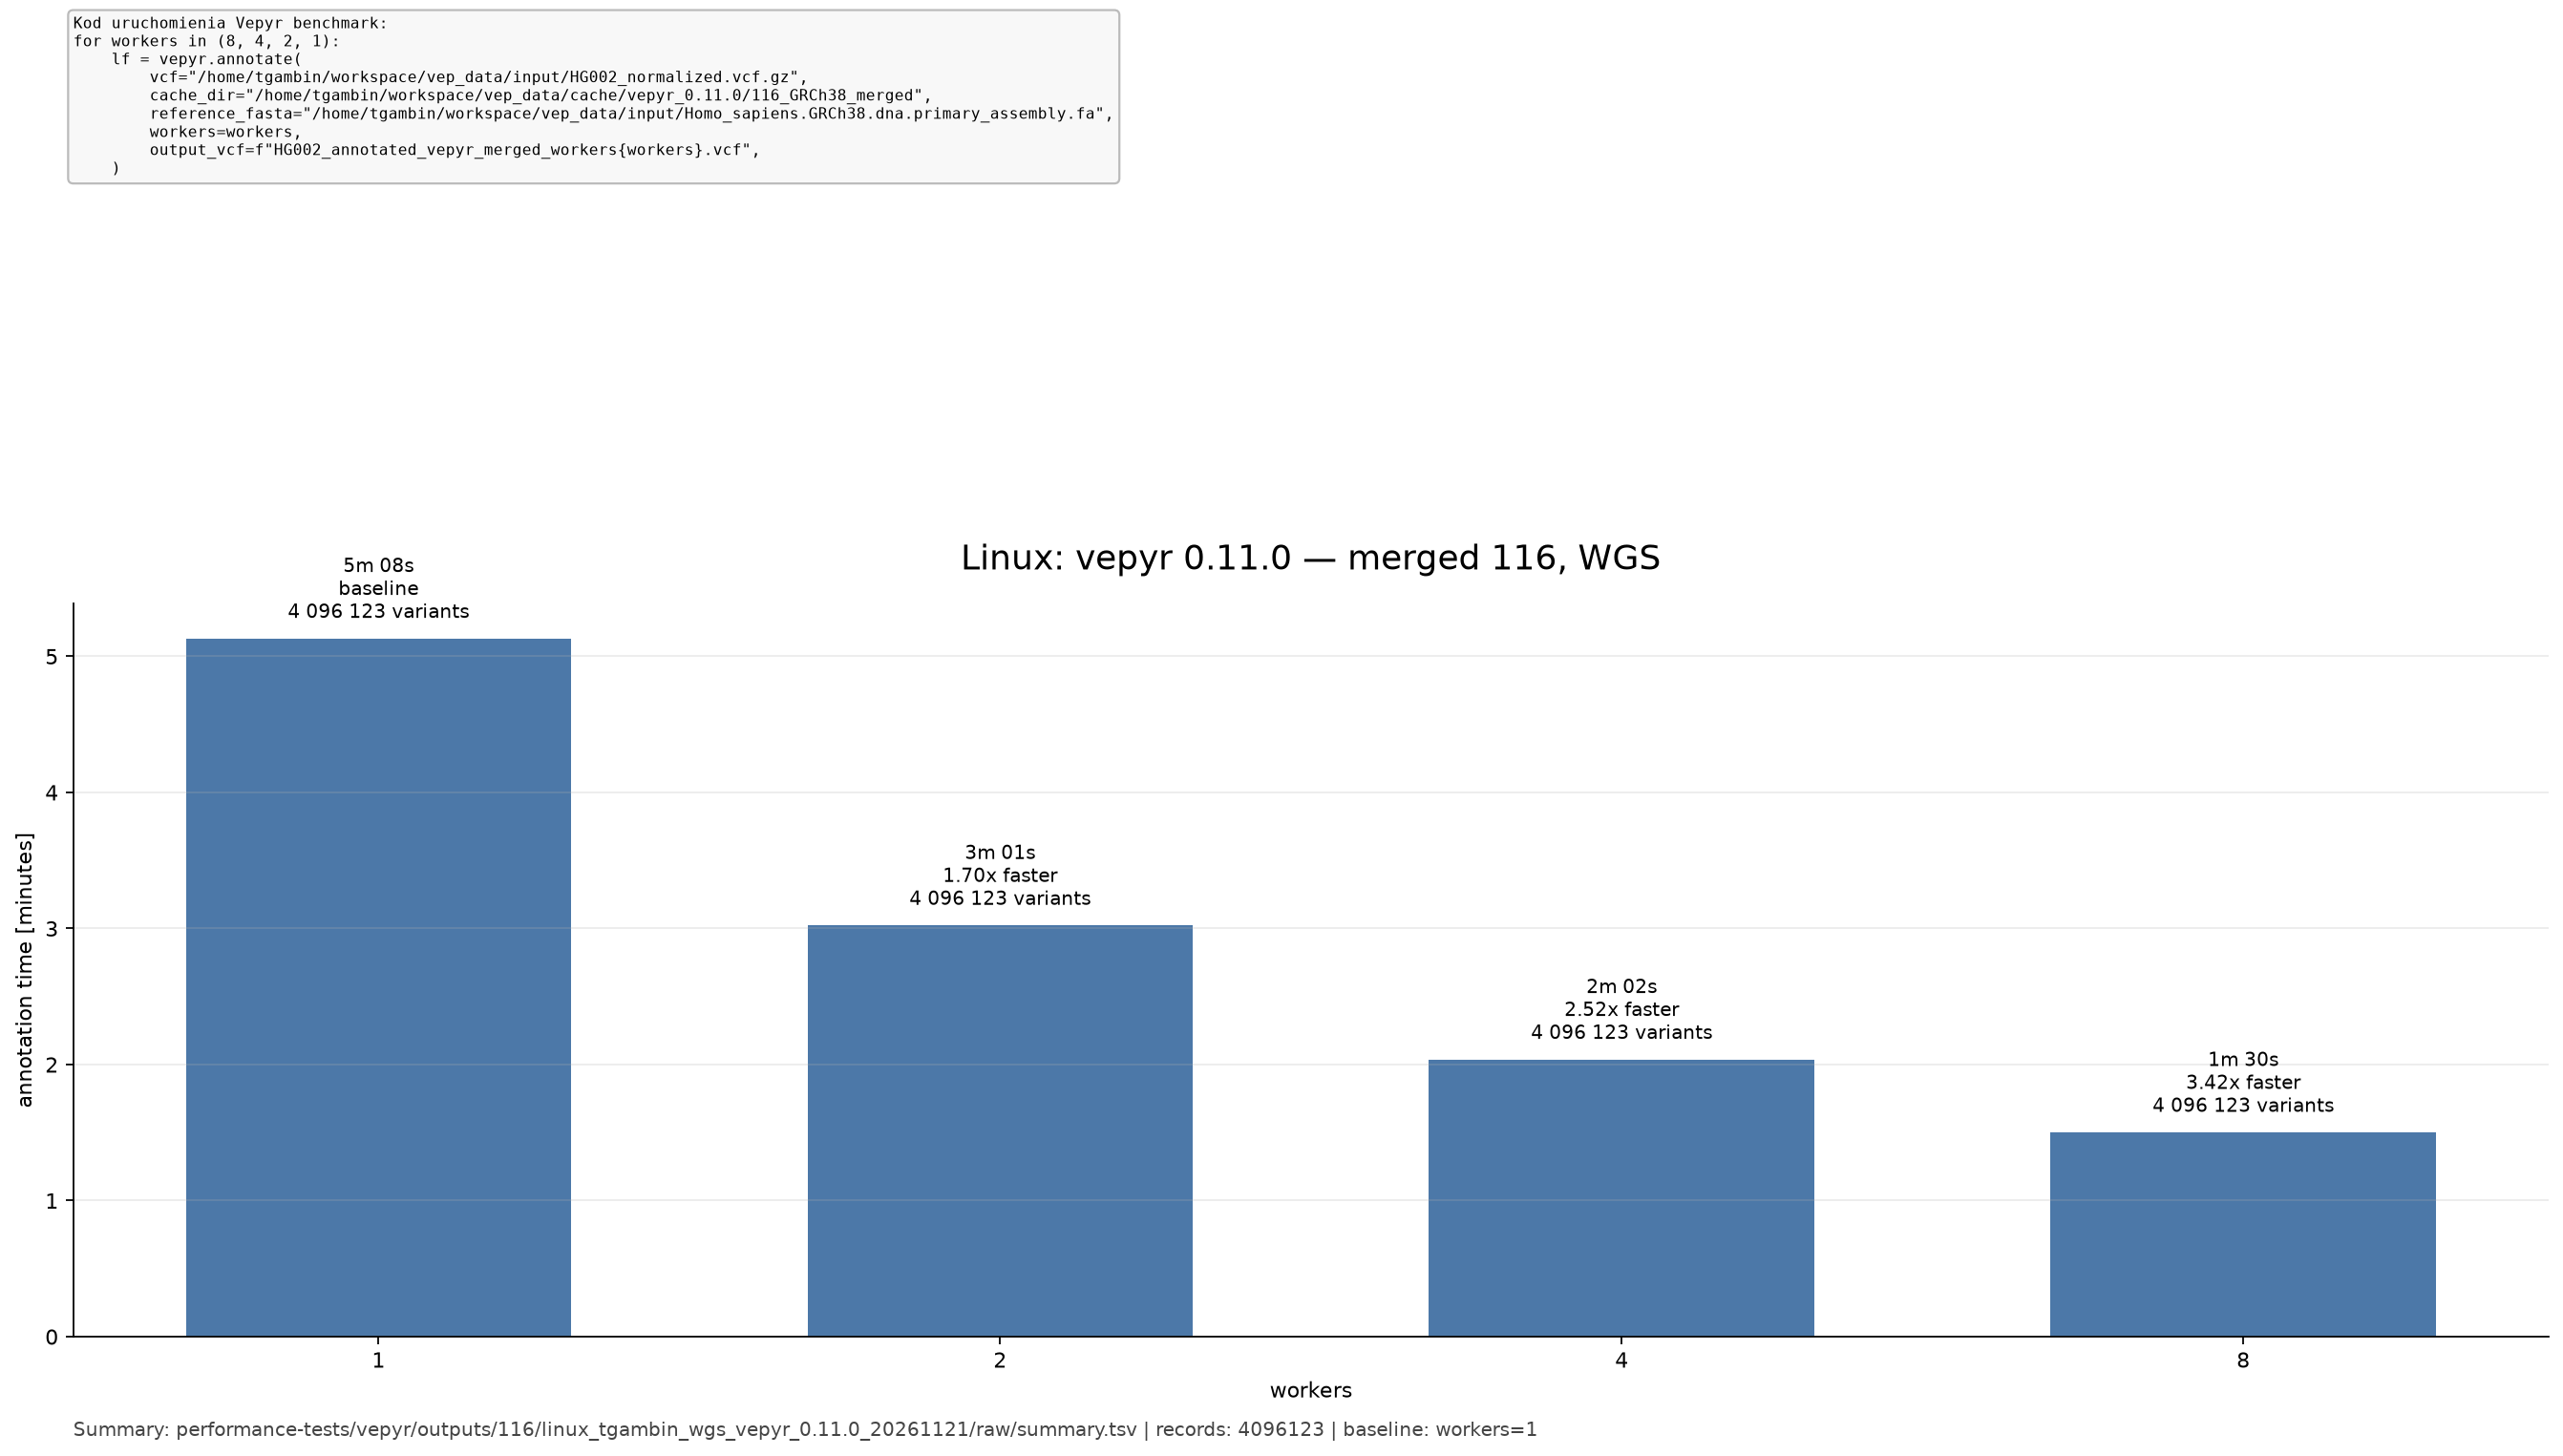 Kod uruchomienia Vepyr benchmark:
for workers in (8, 4, 2, 1):
    lf = vepyr.annotate(
        vcf="/home/tgambin/workspace/vep_data/input/HG002_normalized.vcf.gz",
        cache_dir="/home/tgambin/workspace/vep_data/cache/vepyr_0.11.0/116_GRCh38_merged",
        reference_fasta="/home/tgambin/workspace/vep_data/input/Homo_sapiens.GRCh38.dna.primary_assembly.fa",
        workers=workers,
        output_vcf=f"HG002_annotated_vepyr_merged_workers{workers}.vcf",
    )
Linux: vepyr 0.11.0 — merged 116, WGS
5m 08s
baseline
4 096 123 variants
3m 01s
1.70x faster
4 096 123 variants
2m 02s
2.52x faster
4 096 123 variants
1m 30s
3.42x faster
4 096 123 variants
annotation time [minutes]
5
4
3
2
1
0
1
2
4
8
workers
Summary: performance-tests/vepyr/outputs/116/linux_tgambin_wgs_vepyr_0.11.0_20261121/raw/summary.tsv | records: 4096123 | baseline: workers=1